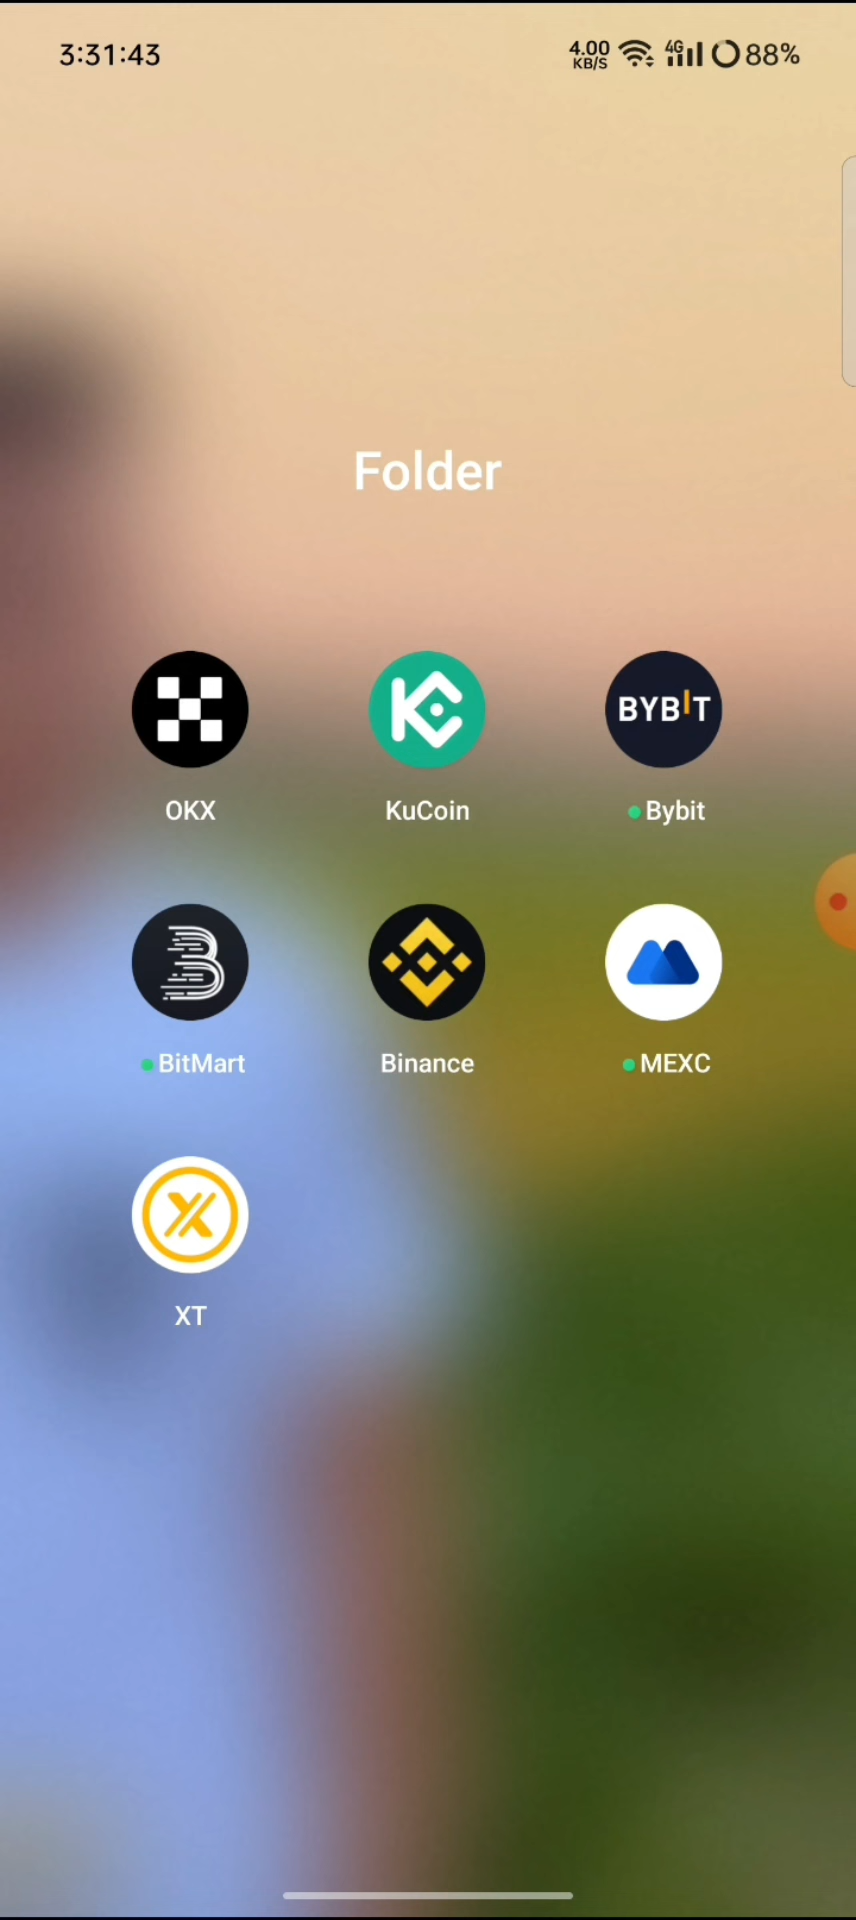 3:31:43
4.00 KB/S 4G 88%
Folder
BYBIT
OKX KuCoin Bybit
BitMart Binance MEXC
XT